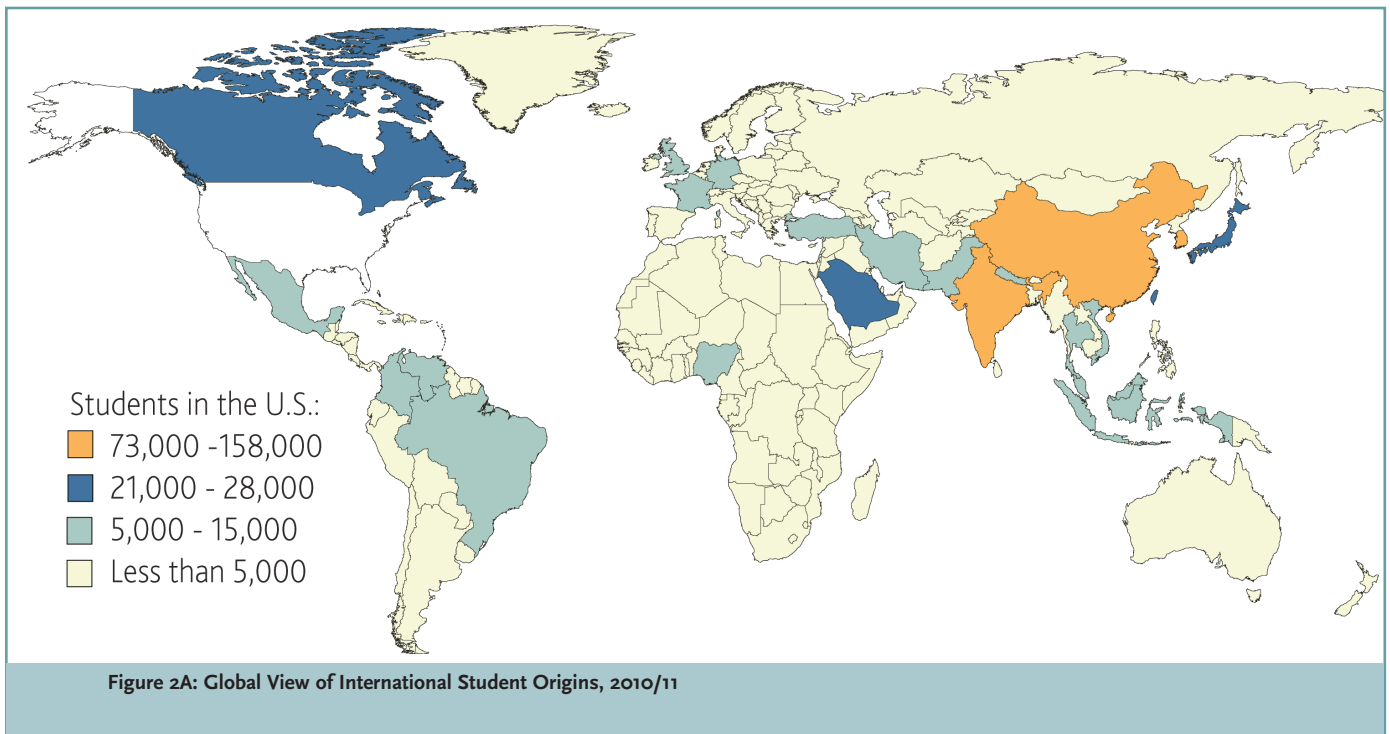 Students in the U.S.:
73,000 -158,000
21,000 - 28,000
5,000 - 15,000
Less than 5,000
Figure 2A: Global View of International Student Origins, 2010/11